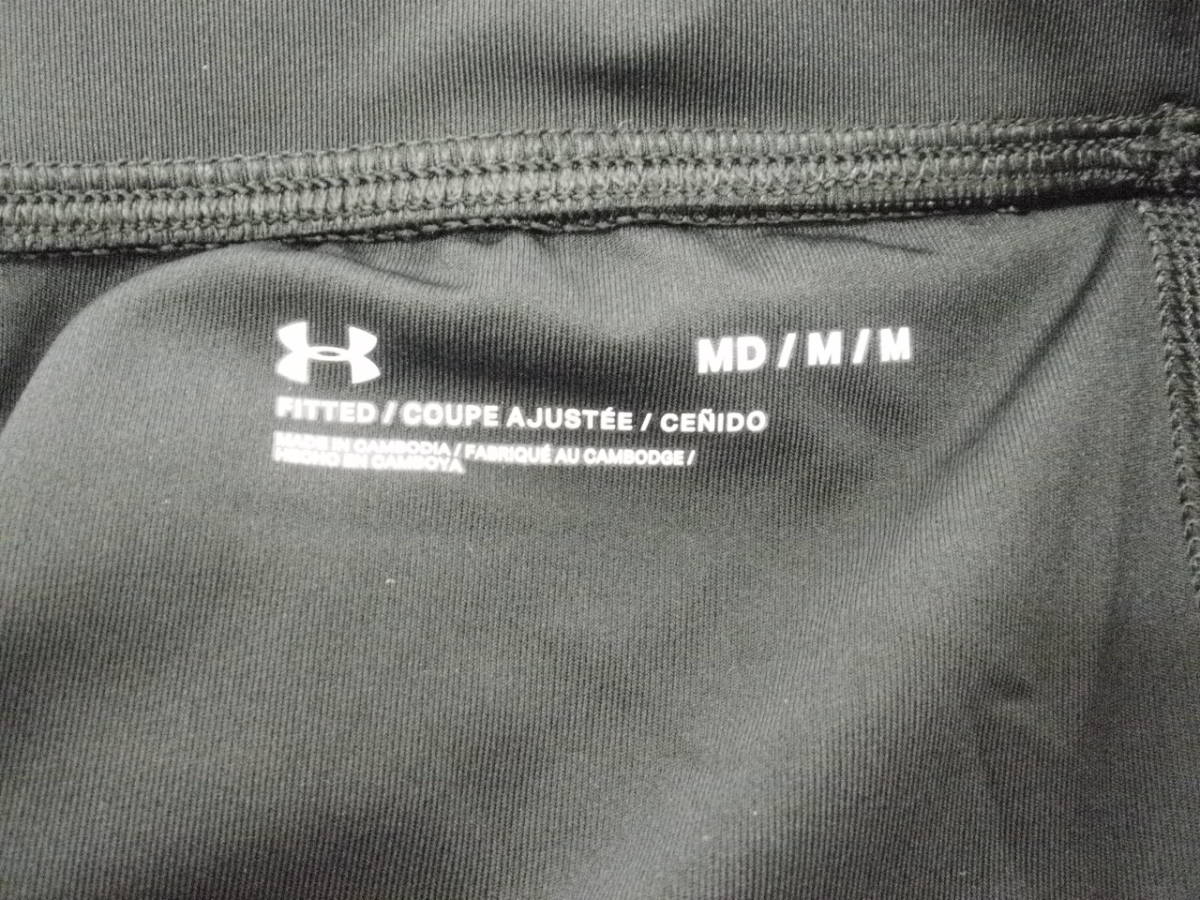 MD / M / M
FITTED / COUPE AJUSTÉE / CEÑIDO
MADE IN CAMBODIA / FABRIQUÉ AU CAMBODGE /
HECHO EN CAMBOYA